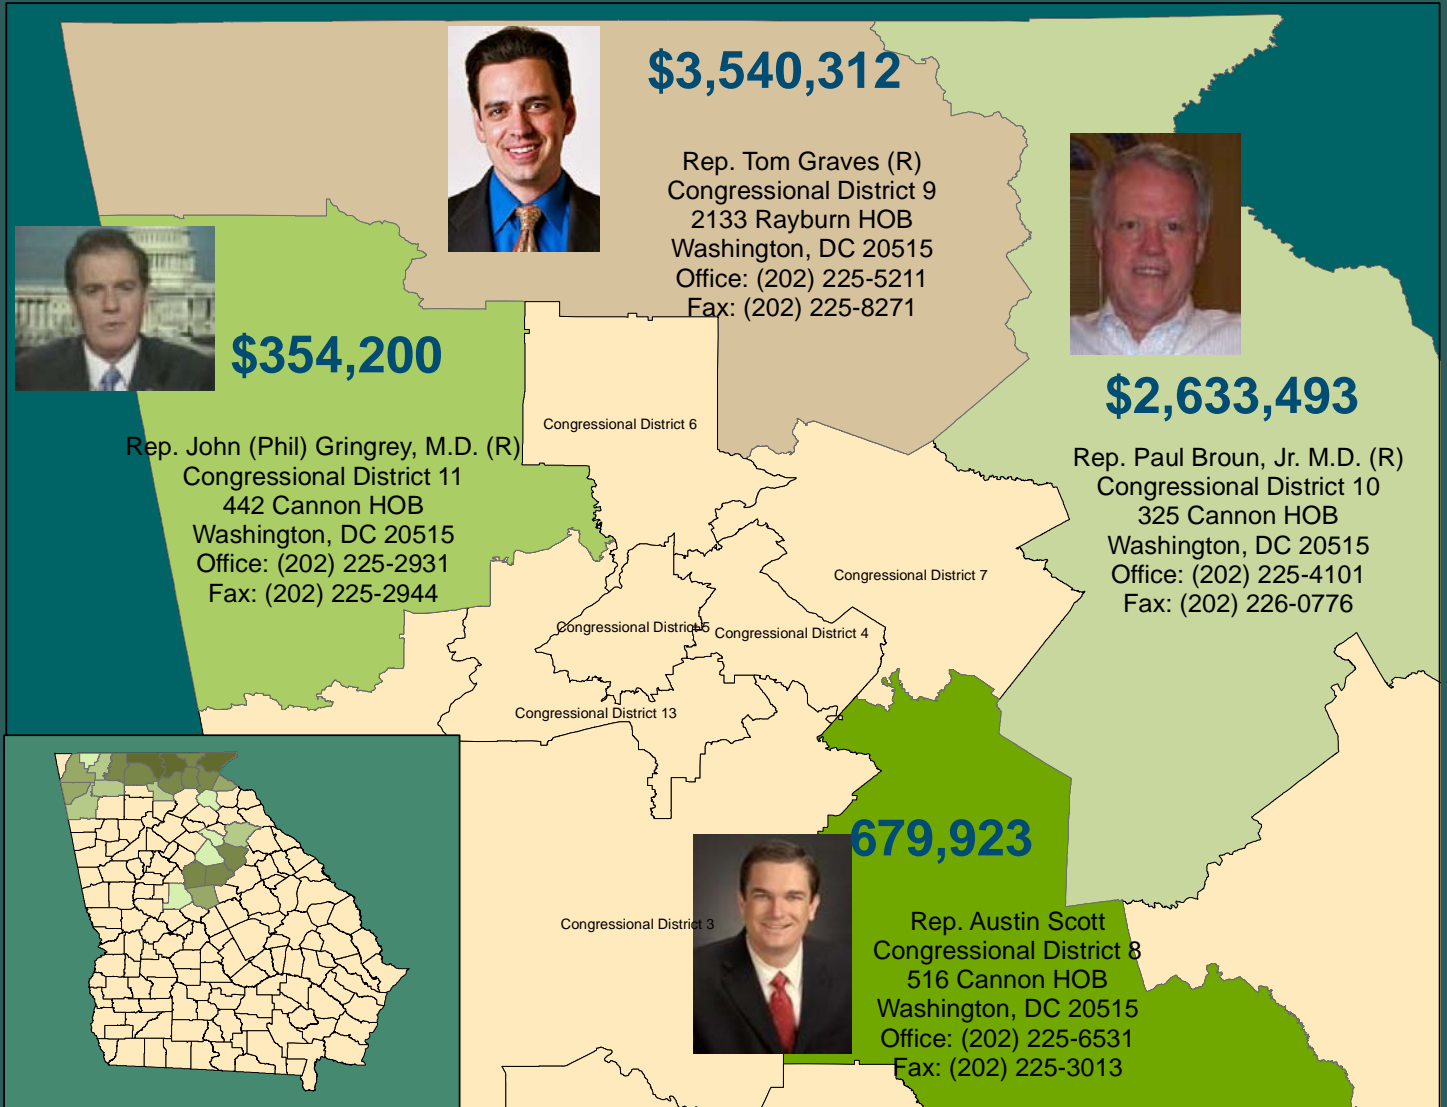 $3,540,312
Rep. Tom Graves (R)
Congressional District 9
2133 Rayburn HOB
Washington, DC 20515
Office: (202) 225-5211
Fax: (202) 225-8271
$354,200
Rep. John (Phil) Gringrey, M.D. (R)
Congressional District 11
442 Cannon HOB
Washington, DC 20515
Office: (202) 225-2931
Fax: (202) 225-2944
$2,633,493
Rep. Paul Broun, Jr. M.D. (R)
Congressional District 10
325 Cannon HOB
Washington, DC 20515
Office: (202) 225-4101
Fax: (202) 226-0776
Congressional District 6
Congressional District 7
Congressional District 5
Congressional District 4
Congressional District 13
Congressional District 3
679,923
Rep. Austin Scott
Congressional District 8
516 Cannon HOB
Washington, DC 20515
Office: (202) 225-6531
Fax: (202) 225-3013